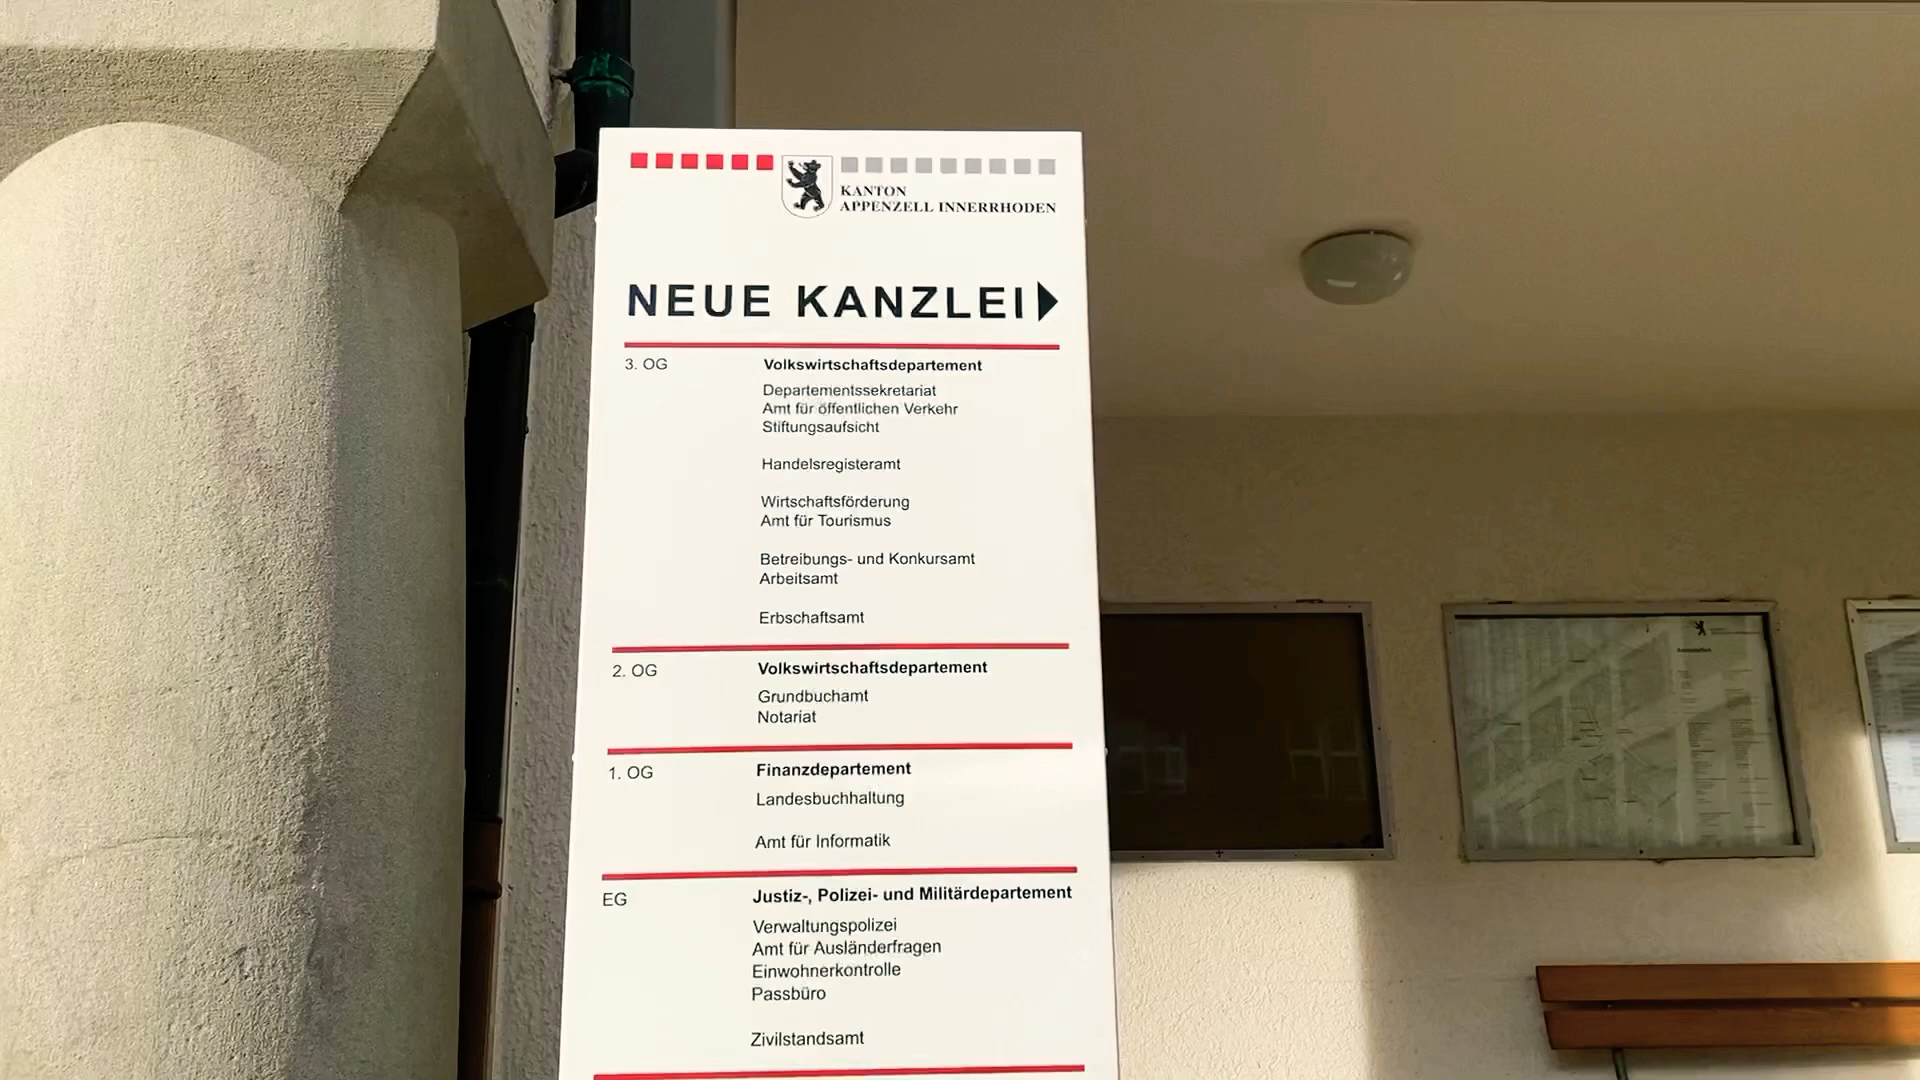 KANTON
APPENZELL INNERRHODEN
NEUE KANZLEI
3. OG Volkswirtschaftsdepartement
Departementssekretariat
Amt für öffentlichen Verkehr
Stiftungsaufsicht
Handelsregisteramt
Wirtschaftsförderung
Amt für Tourismus
Betreibungs- und Konkursamt
Arbeitsamt
Erbschaftsamt
2. OG Volkswirtschaftsdepartement
Grundbuchamt
Notariat
1. OG Finanzdepartement
Landesbuchhaltung
Amt für Informatik
EG Justiz-, Polizei- und Militärdepartement
Verwaltungspolizei
Amt für Ausländerfragen
Einwohnerkontrolle
Passbüro
Zivilstandsamt